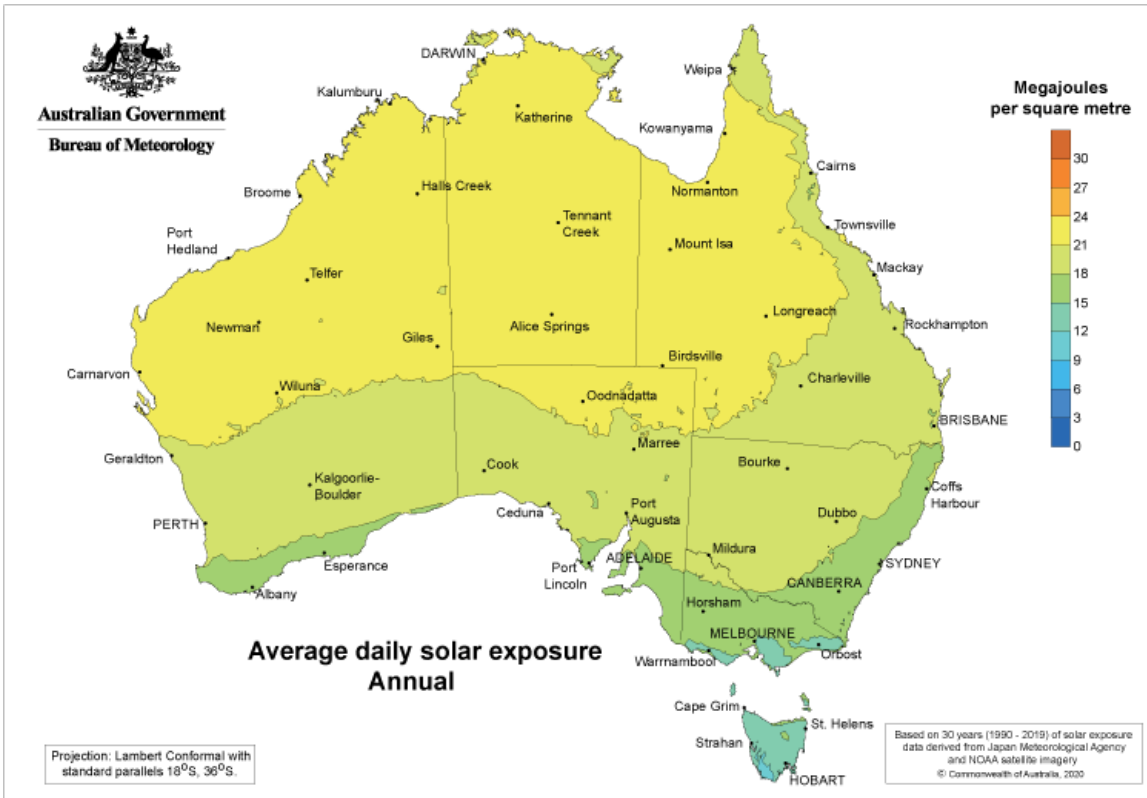 Australian Government
Bureau of Meteorology
DARWIN
Weipa
Kalumburu
Katherine
Kowanyama
Cairns
Broome
Halls Creek
Normanton
Tennant
Creek
Townsville
Port
Hedland
Mount Isa
Mackay
Telfer
Newman
Alice Springs
Longreach
Rockhampton
Giles
Birdsville
Carnarvon
Wiluna
Oodnadatta
Charleville
BRISBANE
Geraldton
Marree
Cook
Bourke
Kalgoorlie-
Boulder
Coffs
Harbour
PERTH
Ceduna
Port
Augusta
Dubbo
Mildura
Esperance
Port
Lincoln
ADELAIDE
SYDNEY
Albany
CANBERRA
Horsham
MELBOURNE
Warrnambool
Orbost
Cape Grim
St. Helens
Strahan
HOBART
Megajoules
per square metre
30
27
24
21
18
15
12
9
6
3
0
Average daily solar exposure
Annual
Projection: Lambert Conformal with
standard parallels 18°S, 36°S.
Based on 30 years (1990 - 2019) of solar exposure
data derived from Japan Meteorological Agency
and NOAA satellite imagery
© Commonwealth of Australia, 2020